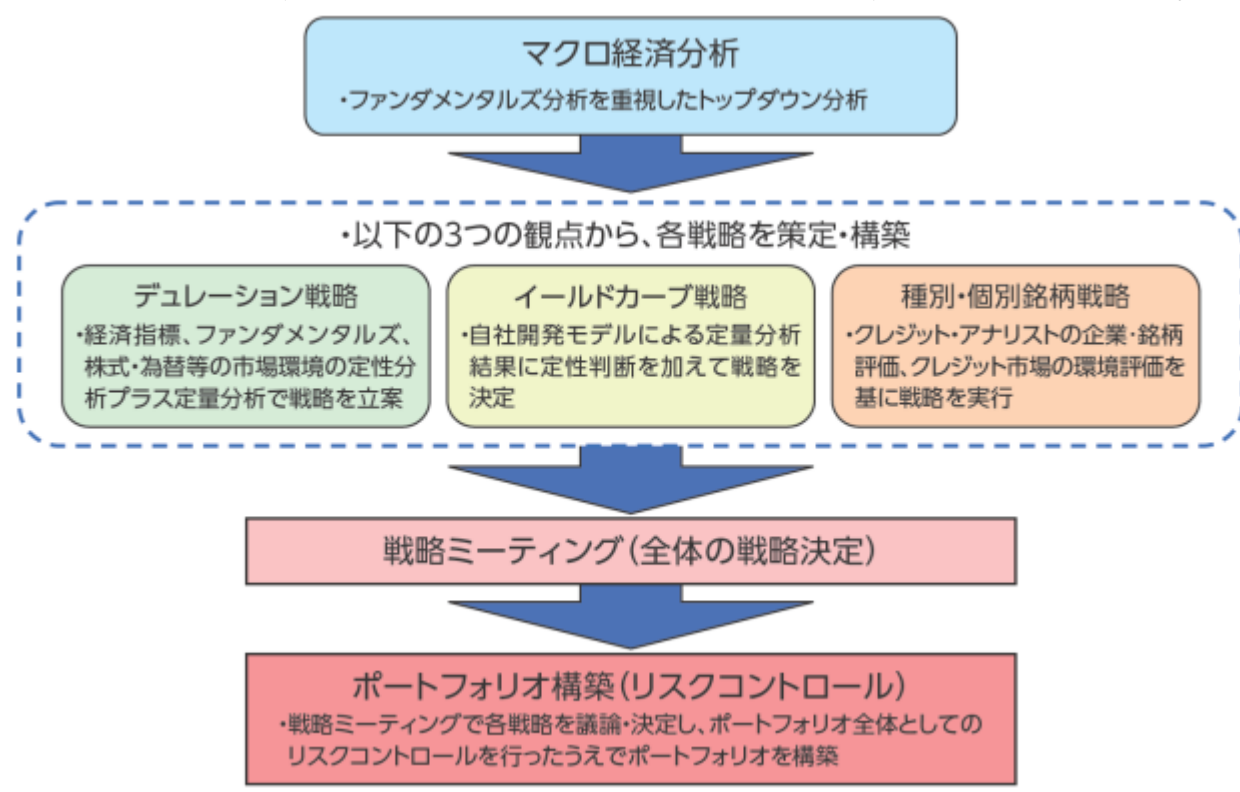 マクロ経済分析
・ファンダメンタルズ分析を重視したトップダウン分析
・以下の3つの観点から、各戦略を策定・構築
デュレーション戦略
・経済指標、ファンダメンタルズ、
株式・為替等の市場環境の定性分
析プラス定量分析で戦略を立案
イールドカーブ戦略
・自社開発モデルによる定量分析
結果に定性判断を加えて戦略を
決定
種別・個別銘柄戦略
・クレジット・アナリストの企業・銘柄
評価、クレジット市場の環境評価を
基に戦略を実行
戦略ミーティング(全体の戦略決定)
ポートフォリオ構築(リスクコントロール)
・戦略ミーティングで各戦略を議論・決定し、ポートフォリオ全体としての
リスクコントロールを行ったうえでポートフォリオを構築